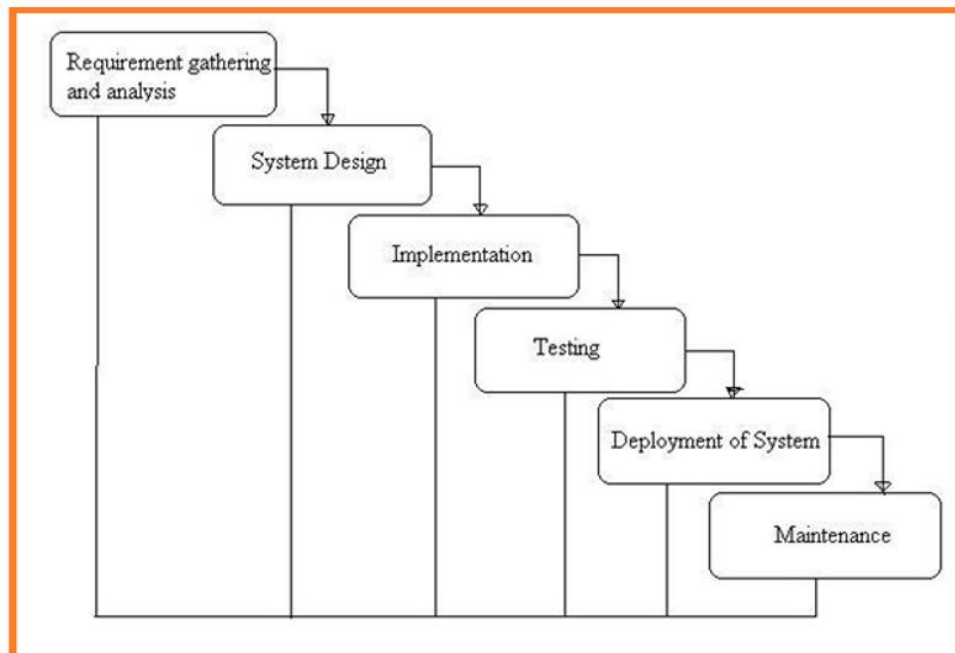 Requirement gathering
and analysis
System Design
Implementation
Testing
Deployment of System
Maintenance